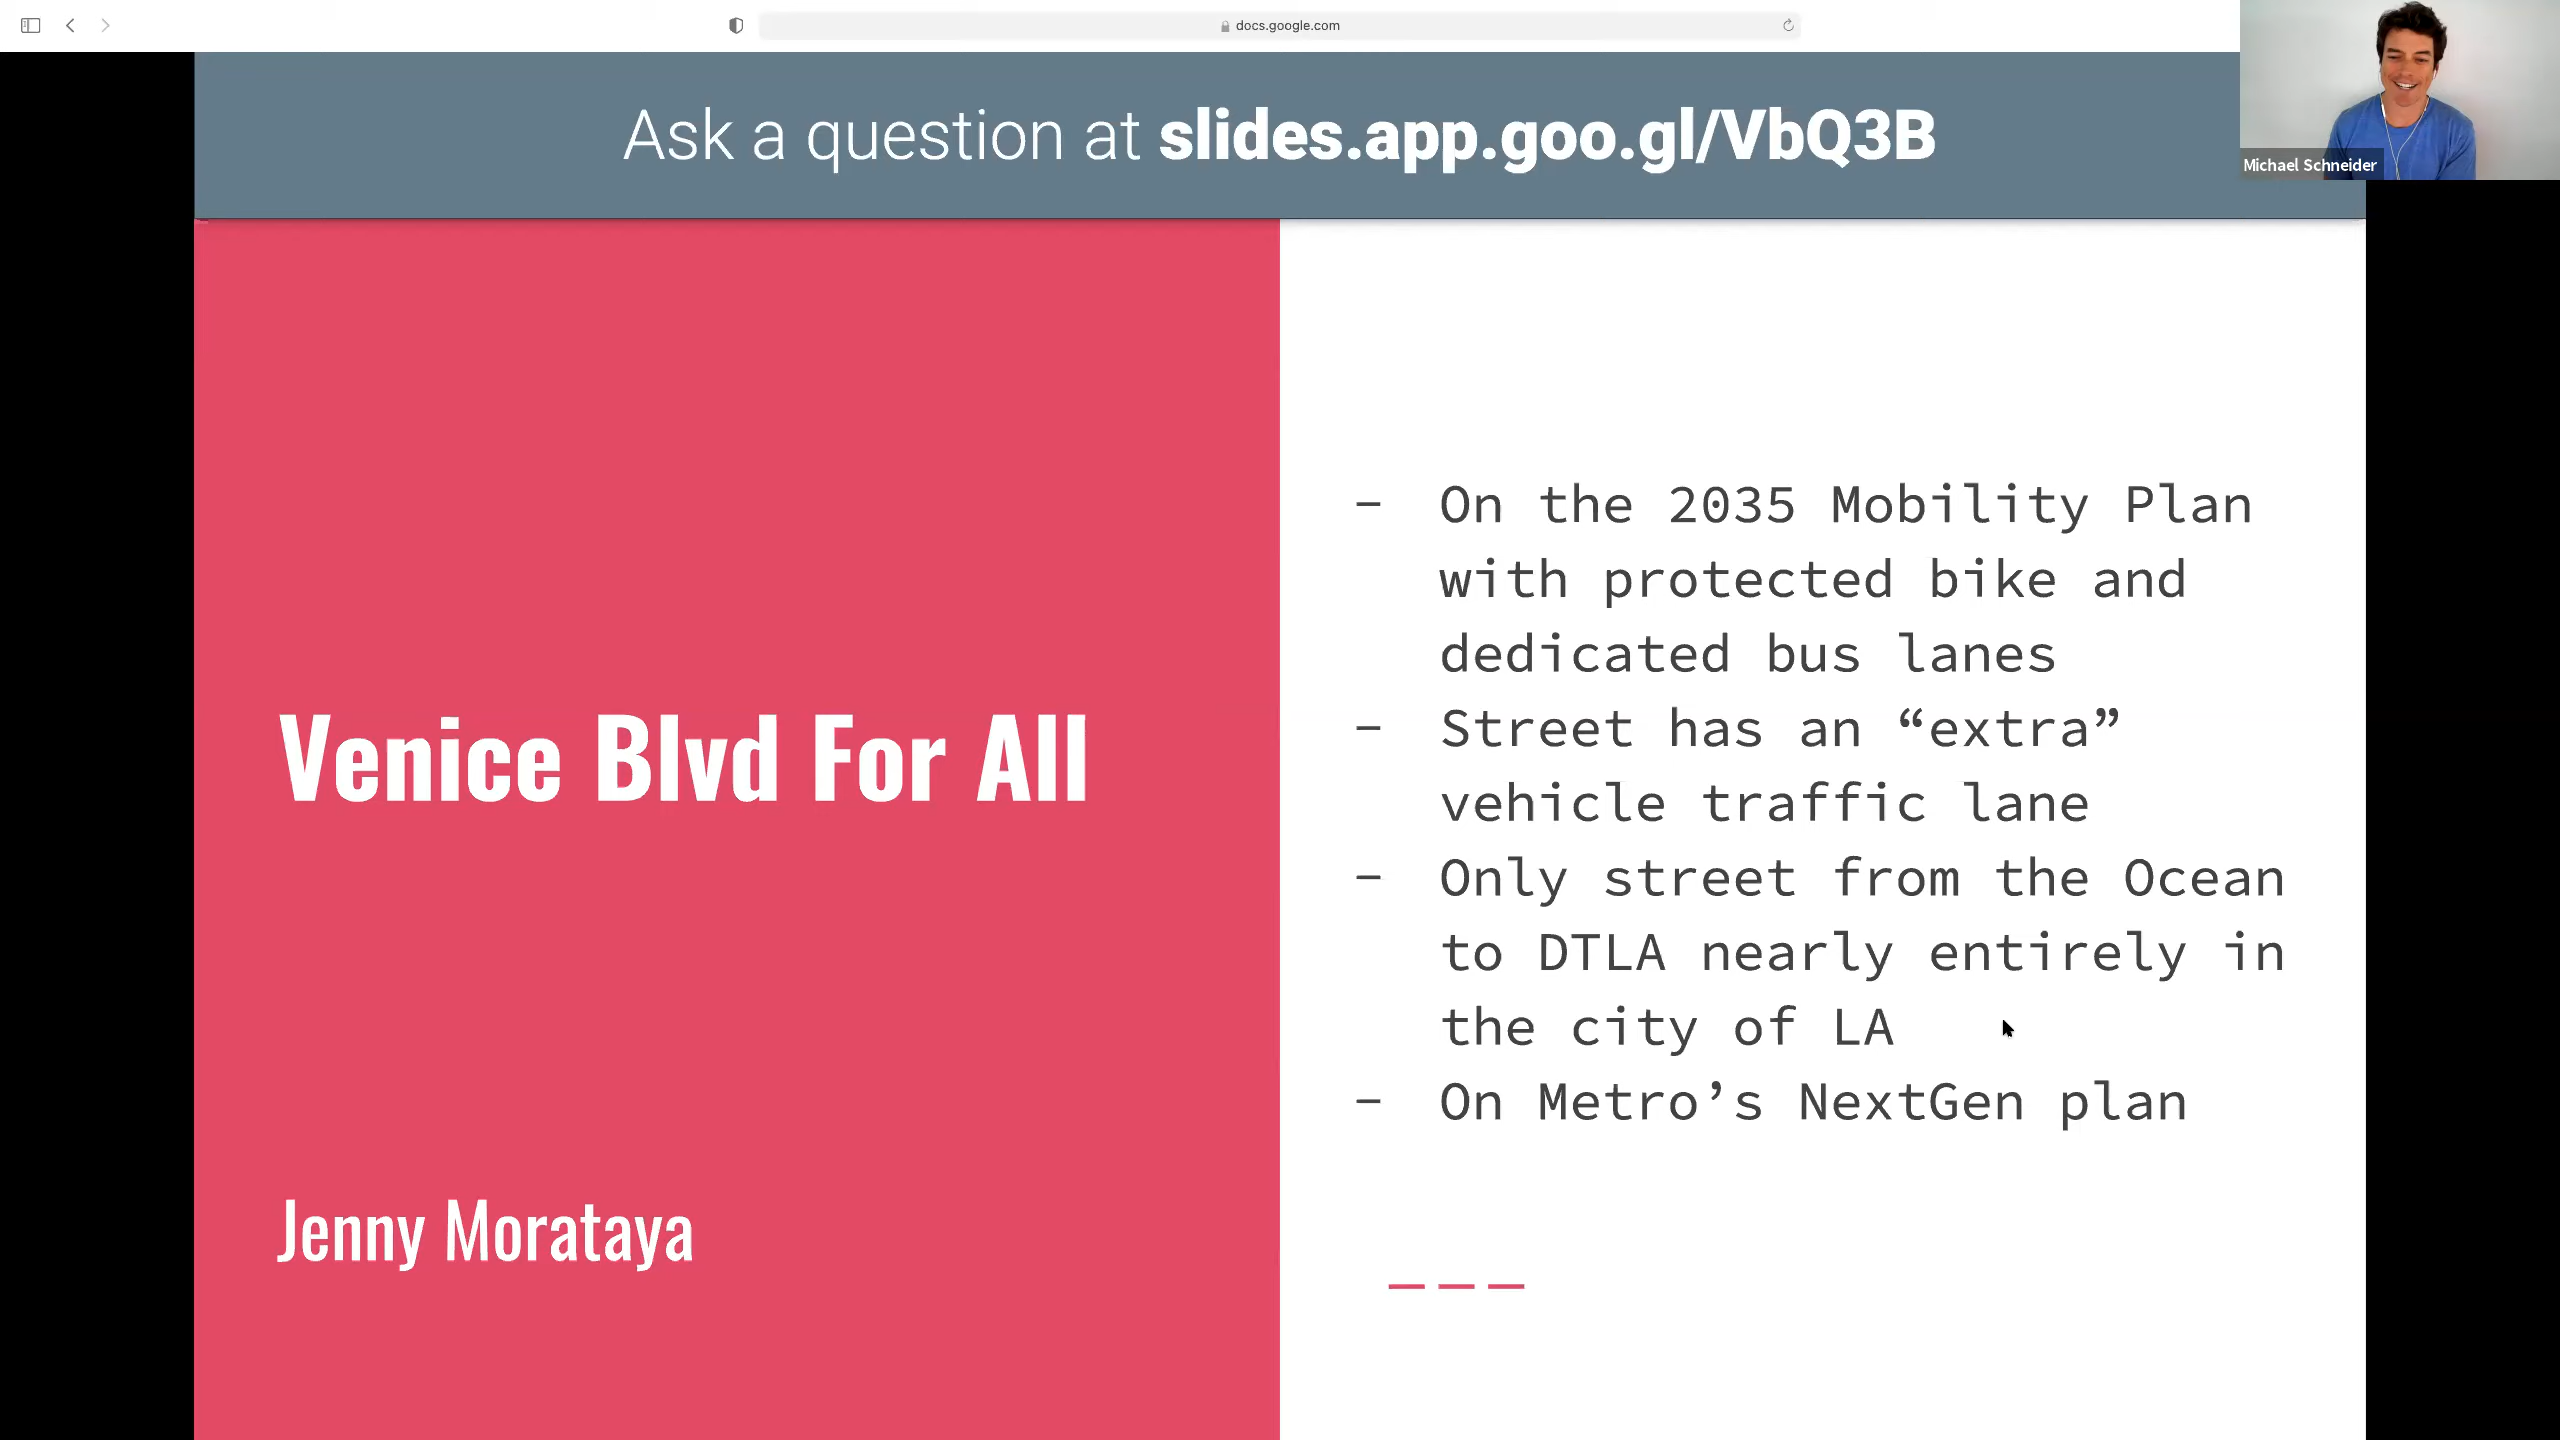 docs.google.com
Ask a question at slides.app.goo.gl/VbQ3B
Michael Schneider
Venice Blvd For All
Jenny Morataya
- On the 2035 Mobility Plan
with protected bike and
dedicated bus lanes
- Street has an “extra”
vehicle traffic lane
- Only street from the Ocean
to DTLA nearly entirely in
the city of LA
- On Metro’s NextGen plan